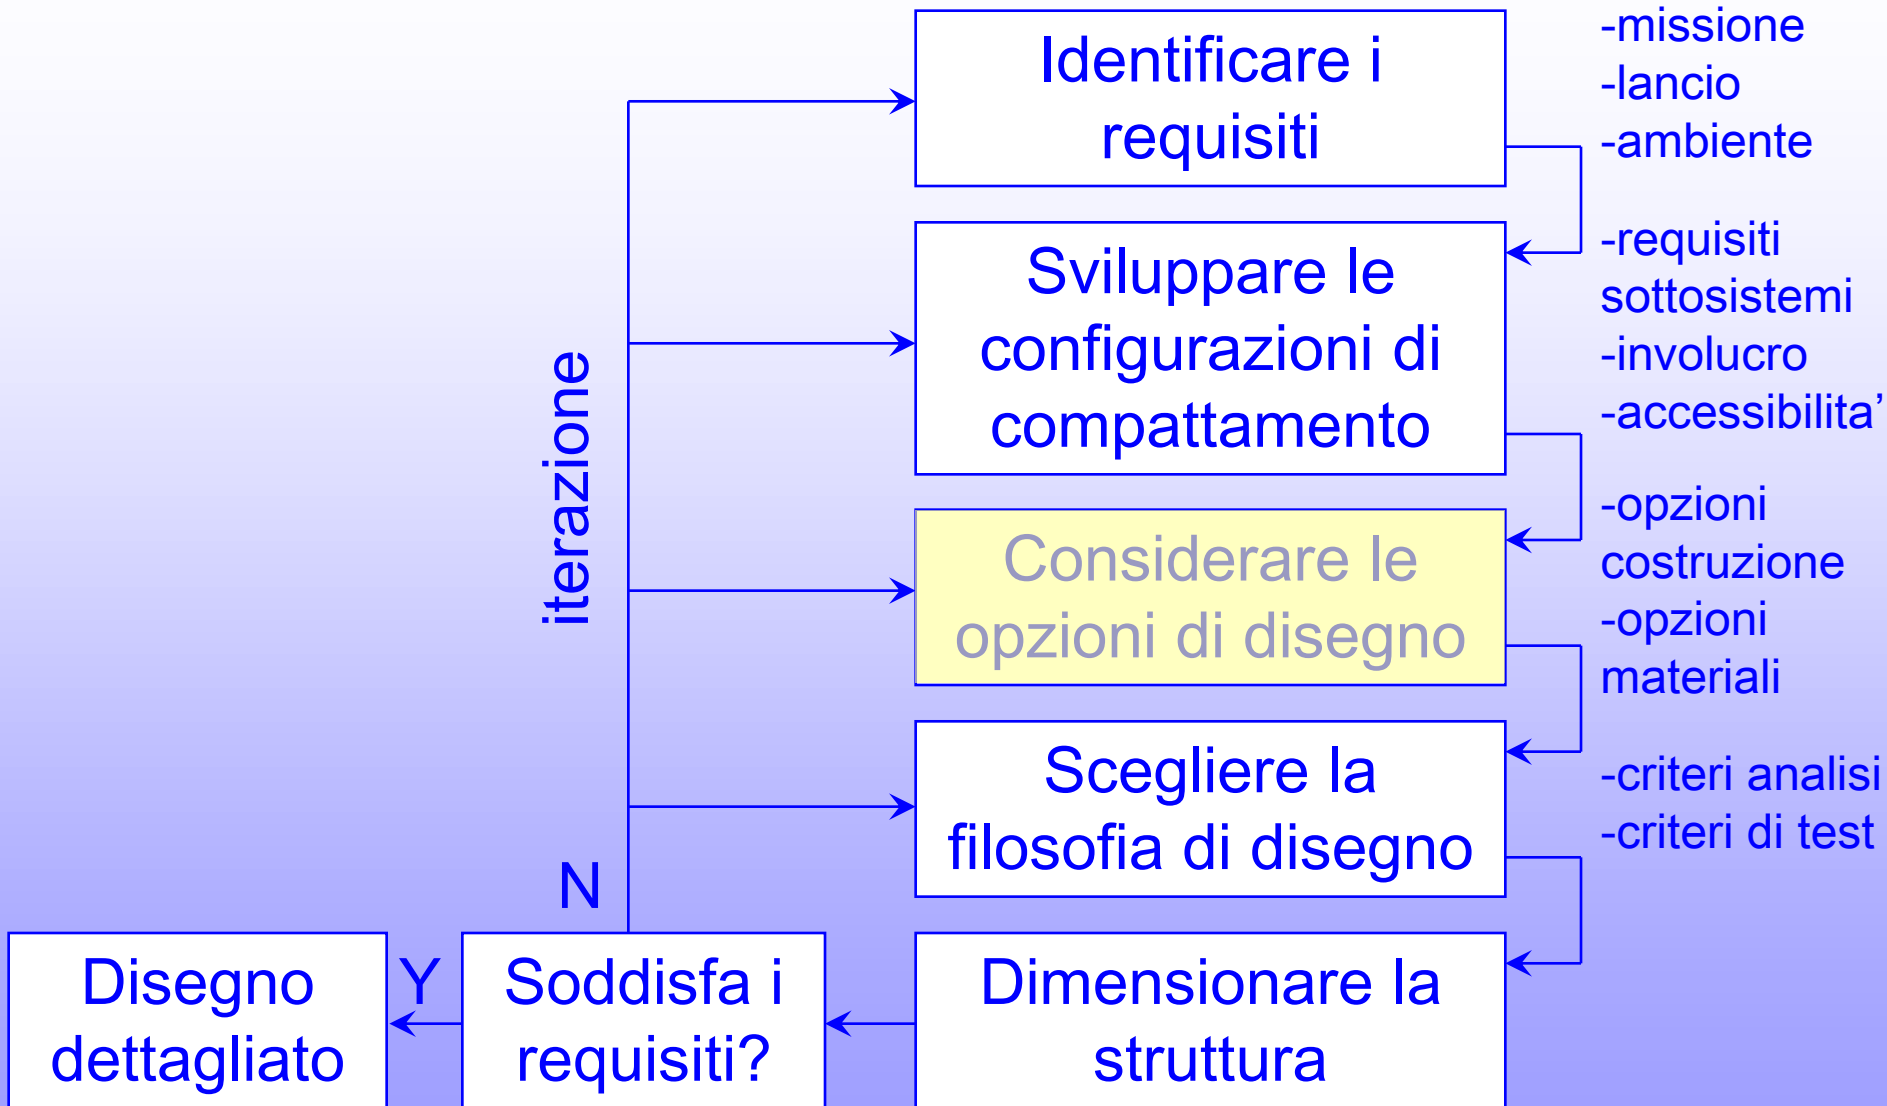 Identificare i
requisiti
-missione
-lancio
-ambiente
Sviluppare le
configurazioni di
compattamento
-requisiti
sottosistemi
-involucro
-accessibilita’
iterazione
Considerare le
opzioni di disegno
-opzioni
costruzione
-opzioni
materiali
Scegliere la
filosofia di disegno
-criteri analisi
-criteri di test
N
Disegno
dettagliato
Y
Soddisfa i
requisiti?
Dimensionare la
struttura